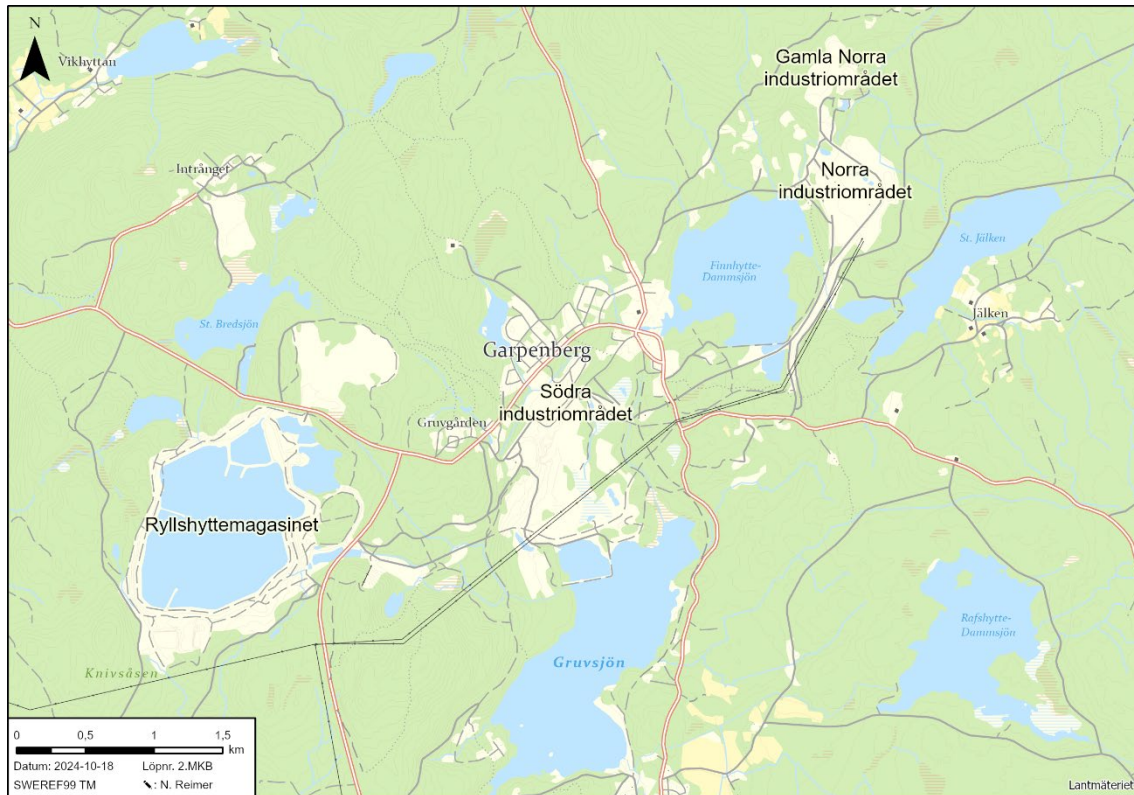 N
Vikhyttan
Gamla Norra
industriområdet
Intrånget
Norra
industriområdet
St. Jälken
Finnhytte-
Dammsjön
Jälken
St. Bredsjön
Garpenberg
Södra
industriområdet
Gruvgården
Ryllshyttemagasinet
Rafshytte-
Dammsjön
Gruvsjön
Knivsåsen
0 0,5 1 1,5
km
Datum: 2024-10-18 Löpnr. 2.MKB
SWEREF99 TM ✎: N. Reimer
Lantmäteriet